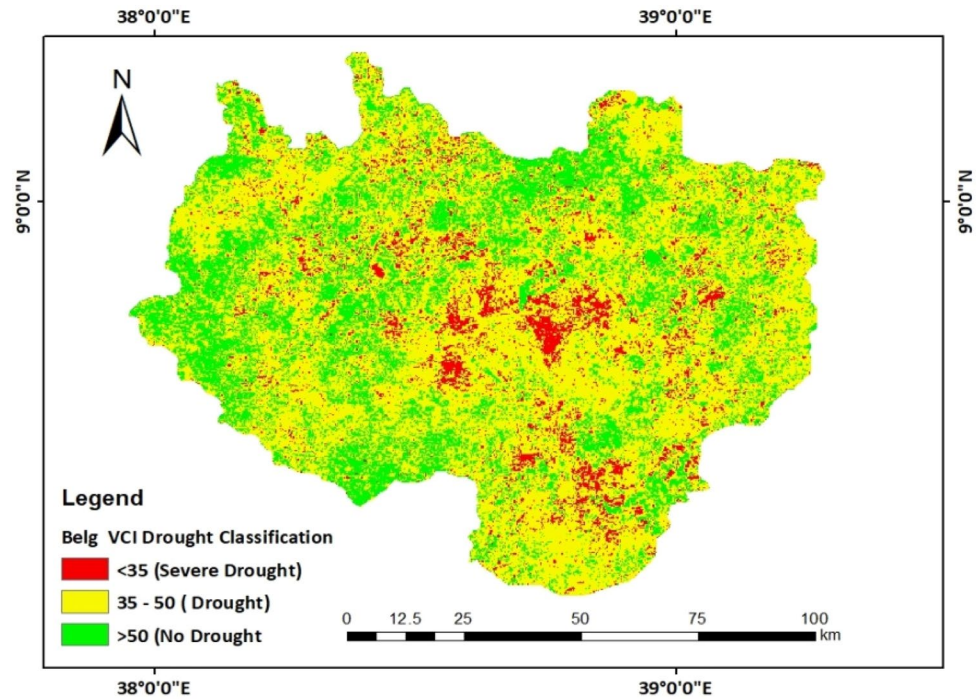 38°0'0"E 39°0'0"E
N
9°0'0"N 9°0'0"N
Legend
Belg VCI Drought Classification
<35 (Severe Drought)
35 - 50 ( Drought)
>50 (No Drought
0 12.5 25 50 75 100
km
38°0'0"E 39°0'0"E